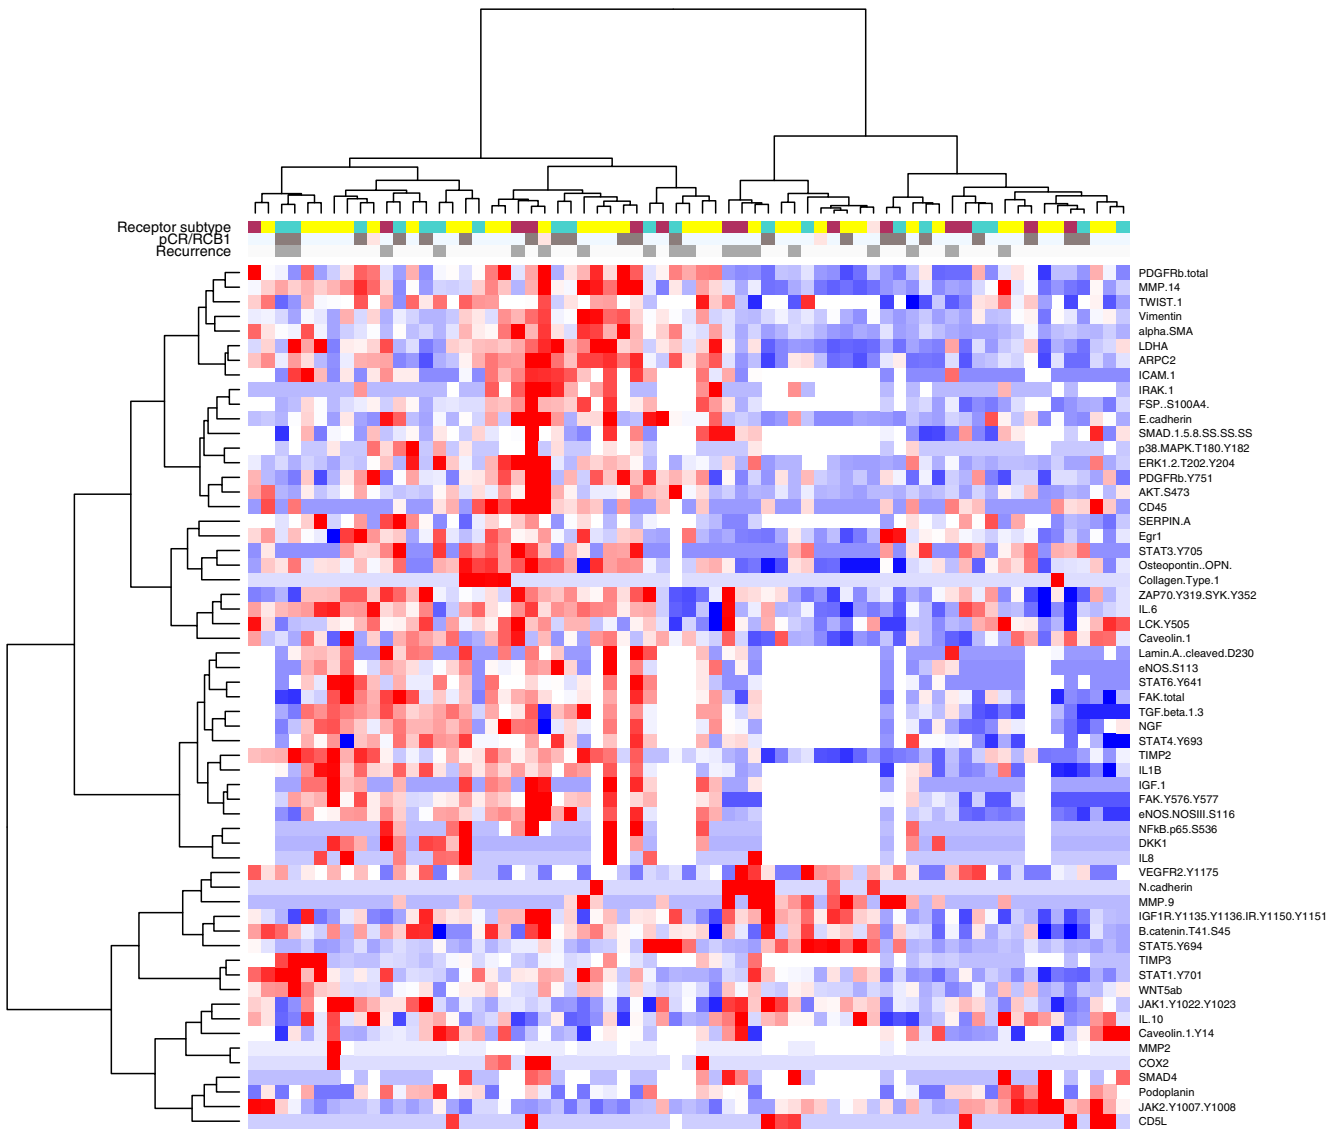 Receptor subtype
pCR/RCB1
Recurrence
PDGFRb.total
MMP.14
TWIST.1
Vimentin
alpha.SMA
LDHA
ARPC2
ICAM.1
IRAK.1
FSP..S100A4.
E.cadherin
SMAD.1.5.8.SS.SS.SS
p38.MAPK.T180.Y182
ERK1.2.T202.Y204
PDGFRb.Y751
AKT.S473
CD45
SERPIN.A
Egr1
STAT3.Y705
Osteopontin..OPN.
Collagen.Type.1
ZAP70.Y319.SYK.Y352
IL.6
LCK.Y505
Caveolin.1
Lamin.A..cleaved.D230
eNOS.S113
STAT6.Y641
FAK.total
TGF.beta.1.3
NGF
STAT4.Y693
TIMP2
IL1B
IGF.1
FAK.Y576.Y577
eNOS.NOSIII.S116
NFkB.p65.S536
DKK1
IL8
VEGFR2.Y1175
N.cadherin
MMP.9
IGF1R.Y1135.Y1136.IR.Y1150.Y1151
B.catenin.T41.S45
STAT5.Y694
TIMP3
STAT1.Y701
WNT5ab
JAK1.Y1022.Y1023
IL.10
Caveolin.1.Y14
MMP2
COX2
SMAD4
Podoplanin
JAK2.Y1007.Y1008
CD5L